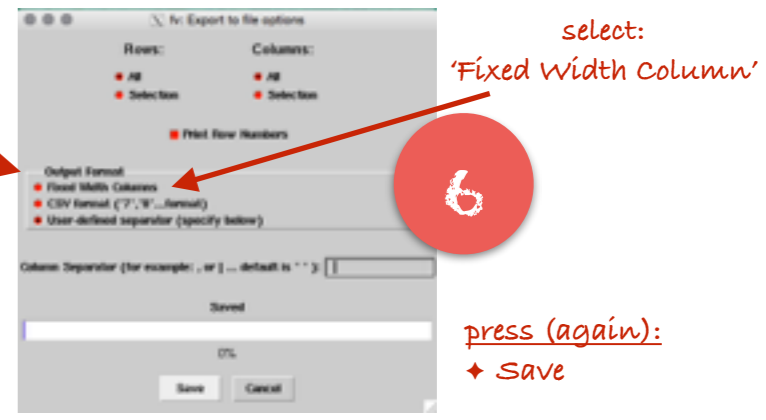 fv: Export to file options
Rows:
Columns:
All
All
Selection
Selection
Print Row Numbers
Output Format
Fixed Width Columns
CSV format
User-defined separator (specify below)
Column Separator (for example: , or | ... default is " "):
Saved
0%
Save
Cancel
select:
'Fixed Width Column'
6
press (again):
✦ Save